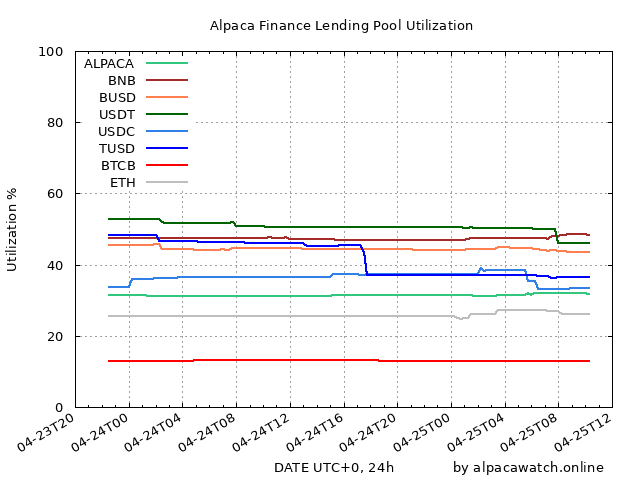 Alpaca Finance Lending Pool Utilization
Utilization %
100
80
60
40
20
0
ALPACA
BNB
BUSD
USDT
USDC
TUSD
BTCB
ETH
04-23T20
04-24T00
04-24T04
04-24T08
04-24T12
04-24T16
04-24T20
04-25T00
04-25T04
04-25T08
04-25T12
DATE UTC+0, 24h
by alpacawatch.online